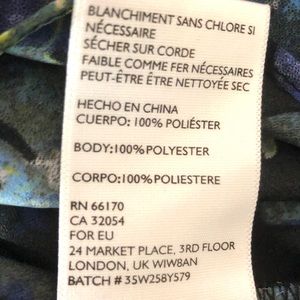 BLANCHIMENT SANS CHLORE SI
NÉCESSAIRE
SÉCHER SUR CORDE
FAIBLE COMME FER NÉCESSAIRES
PEUT-ÊTRE ÊTRE NETTOYÉE SEC
HECHO EN CHINA
CUERPO: 100% POLIÉSTER
BODY:100% POLYESTER
CORPO:100% POLIESTERE
RN 66170
CA 32054
FOR EU
24 MARKET PLACE, 3RD FLOOR
LONDON, UK WIW8AN
BATCH # 35W258Y579